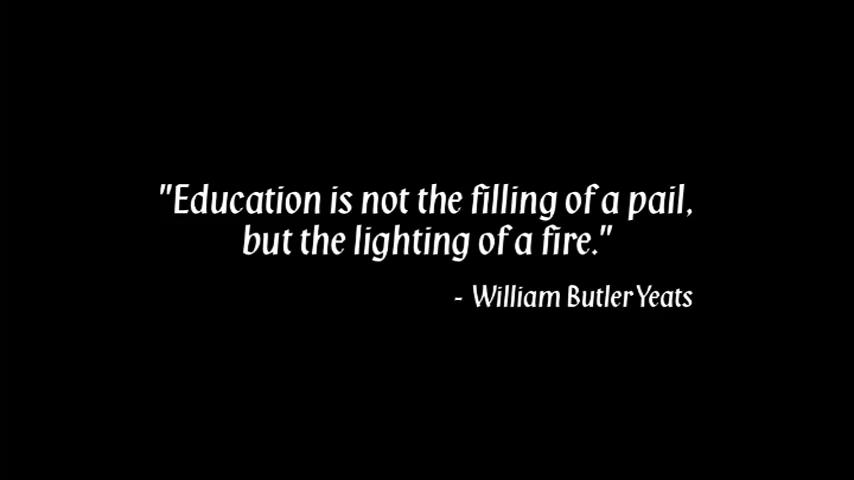 "Education is not the filling of a pail,
but the lighting of a fire."
- William Butler Yeats